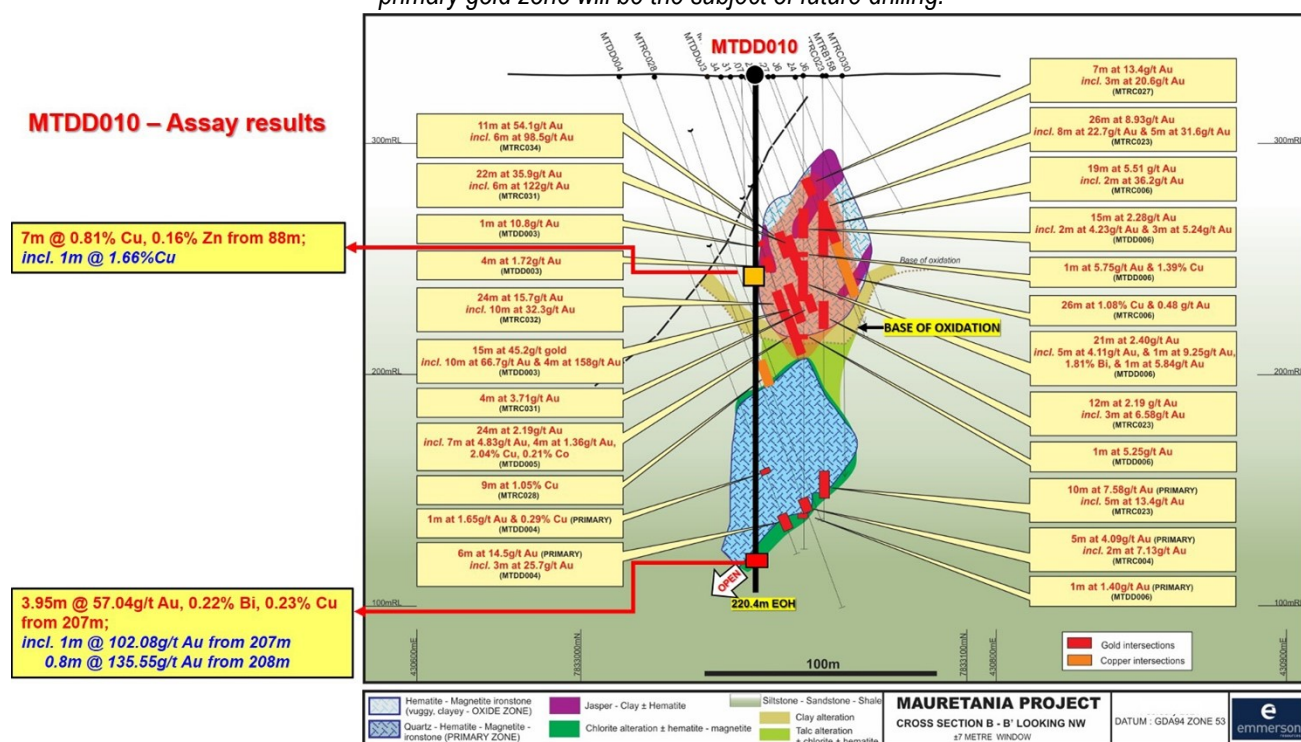 primary gold zone will be the subject of future drilling.
MTDD010 – Assay results
7m @ 0.81% Cu, 0.16% Zn from 88m;
incl. 1m @ 1.66%Cu
3.95m @ 57.04g/t Au, 0.22% Bi, 0.23% Cu
from 207m;
incl. 1m @ 102.08g/t Au from 207m
0.8m @ 135.55g/t Au from 208m
MTDD010
MTDD004
MTRC028
MTDD003
34
31
07
27
36
24
36
MTRC023
MTRB158
MTRC030
300mRL
200mRL
100mRL
11m at 54.1g/t Au
incl. 6m at 98.5g/t Au
(MTRC034)
22m at 35.9g/t Au
incl. 6m at 122g/t Au
(MTRC031)
1m at 10.8g/t Au
(MTDD003)
4m at 1.72g/t Au
(MTDD003)
24m at 15.7g/t Au
incl. 10m at 32.3g/t Au
(MTRC032)
15m at 45.2g/t gold
incl. 10m at 66.7g/t Au & 4m at 158g/t Au
(MTDD003)
4m at 3.71g/t Au
(MTRC031)
24m at 2.19g/t Au
incl. 7m at 4.83g/t Au, 4m at 1.36g/t Au,
2.04% Cu, 0.21% Co
(MTDD005)
9m at 1.05% Cu
(MTRC028)
1m at 1.65g/t Au & 0.29% Cu (PRIMARY)
(MTDD004)
6m at 14.5g/t Au (PRIMARY)
incl. 3m at 25.7g/t Au
(MTDD004)
7m at 13.4g/t Au
incl. 3m at 20.6g/t Au
(MTRC027)
26m at 8.93g/t Au
incl. 8m at 22.7g/t Au & 5m at 31.6g/t Au
(MTRC023)
19m at 5.51 g/t Au
incl. 2m at 36.2g/t Au
(MTRC006)
15m at 2.28g/t Au
incl. 2m at 4.23g/t Au & 3m at 5.24g/t Au
(MTDD006)
1m at 5.75g/t Au & 1.39% Cu
(MTDD006)
26m at 1.08% Cu & 0.48 g/t Au
(MTRC006)
21m at 2.40g/t Au
incl. 5m at 4.11g/t Au, & 1m at 9.25g/t Au,
1.81% Bi, & 1m at 5.84g/t Au
(MTDD006)
12m at 2.19 g/t Au
incl. 3m at 6.58g/t Au
(MTRC023)
1m at 5.25g/t Au
(MTDD006)
10m at 7.58g/t Au (PRIMARY)
incl. 5m at 13.4g/t Au
(MTRC023)
5m at 4.09g/t Au (PRIMARY)
incl. 2m at 7.13g/t Au
(MTRC004)
1m at 1.40g/t Au (PRIMARY)
(MTDD006)
Base of oxidation
BASE OF OXIDATION
OPEN
220.4m EOH
300mRL
200mRL
100mRL
430600mE
7833000mN
7833100mN
430800mE
430900mE
100m
Gold intersections
Copper intersections
Hematite - Magnetite ironstone
(vuggy, clayey - OXIDE ZONE)
Quartz - Hematite - Magnetite -
ironstone (PRIMARY ZONE)
Jasper - Clay ± Hematite
Chlorite alteration ± hematite - magnetite
Siltstone - Sandstone - Shale
Clay alteration
Talc alteration
± chlorite ± hematite
MAURETANIA PROJECT
CROSS SECTION B - B' LOOKING NW
±7 METRE WINDOW
DATUM : GDA94 ZONE 53
e
emmerson